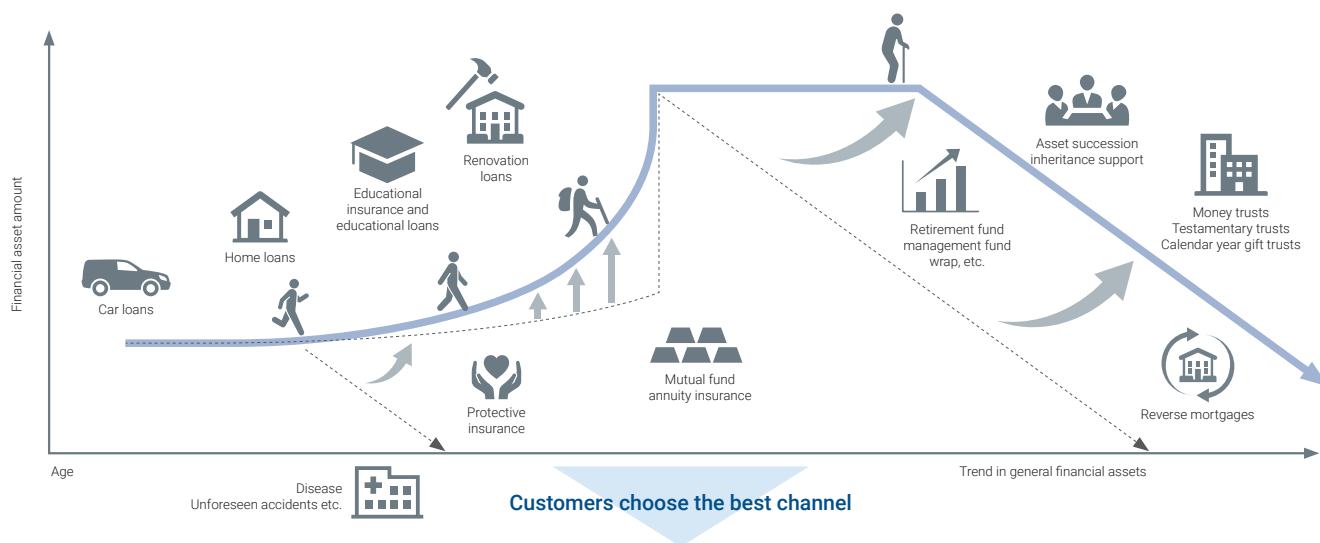 Financial asset amount
Car loans
Home loans
Educational
insurance and
educational loans
Renovation
loans
Protective
insurance
Mutual fund
annuity insurance
Retirement fund
management fund
wrap, etc.
Asset succession
inheritance support
Money trusts
Testamentary trusts
Calendar year gift trusts
Reverse mortgages
Age
Trend in general financial assets
Disease
Unforeseen accidents etc.
Customers choose the best channel